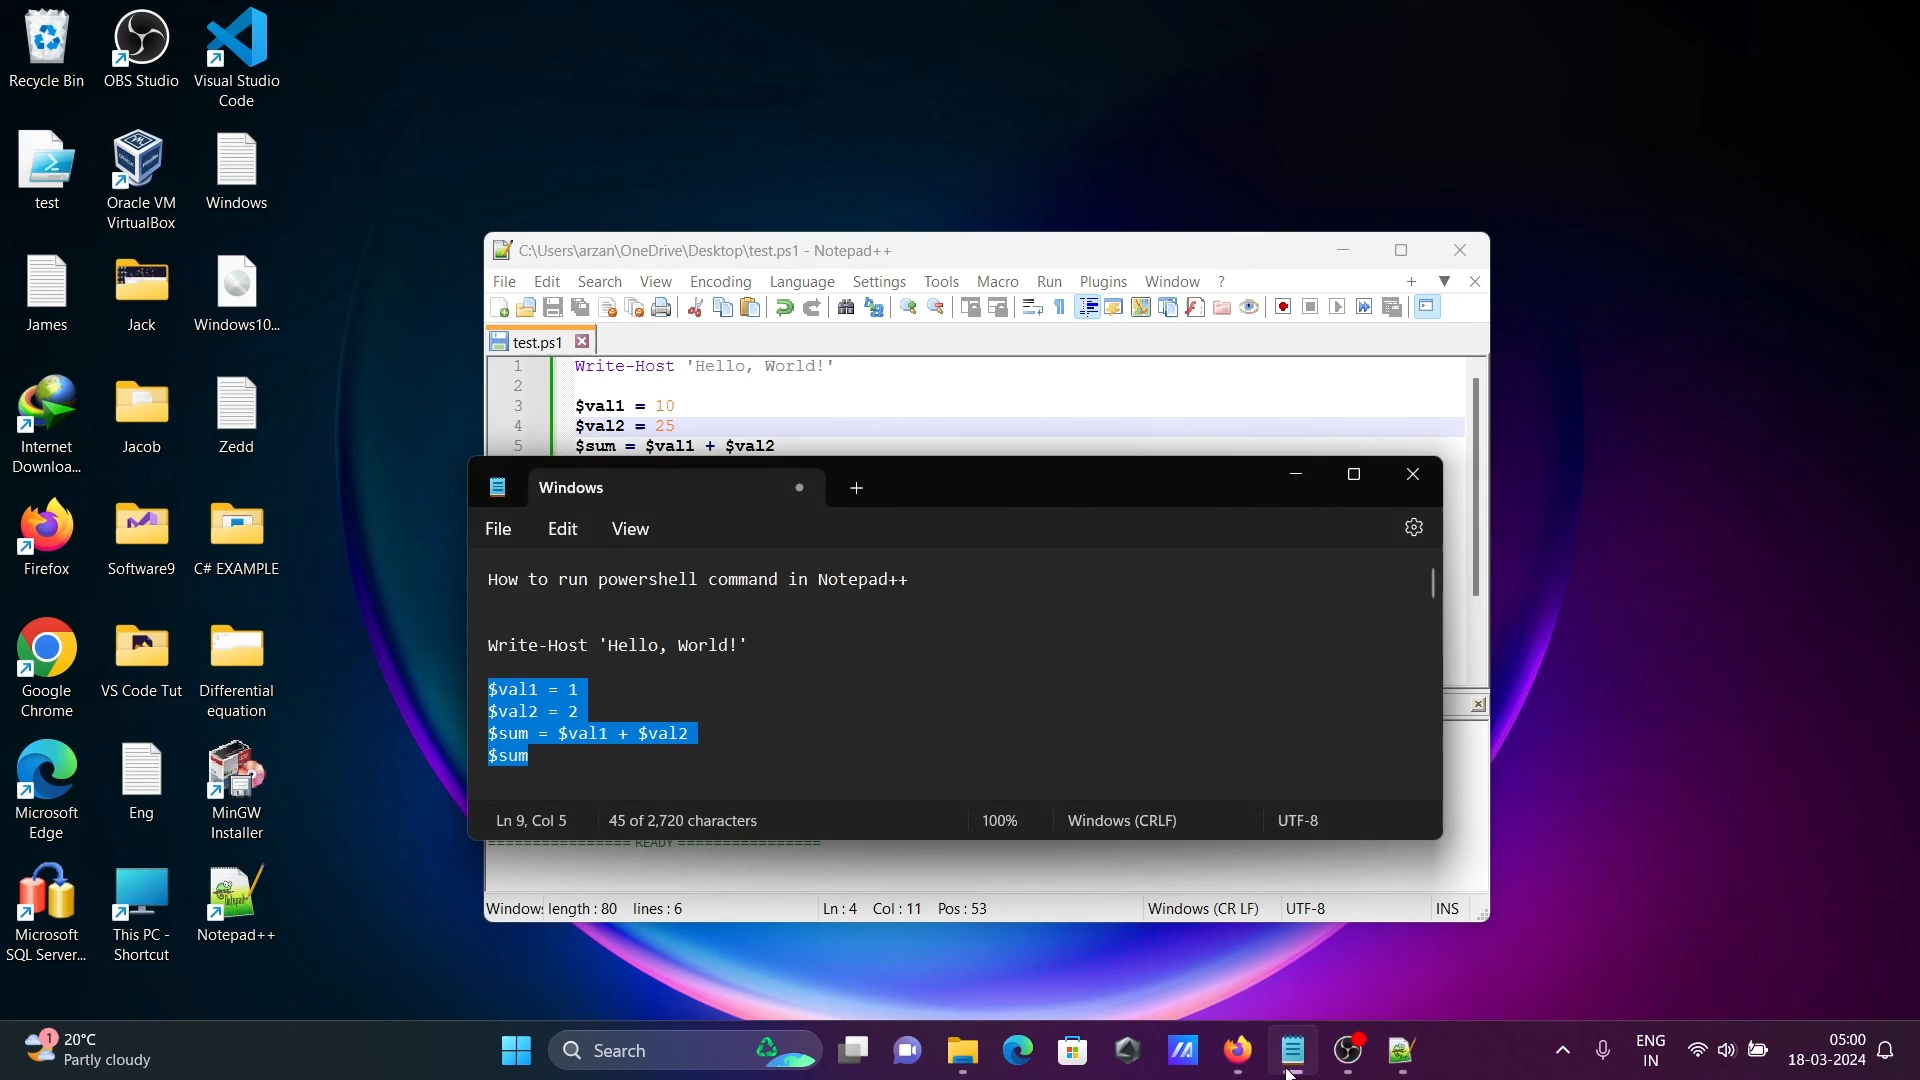 Recycle Bin
OBS Studio
Visual Studio
Code
test
Oracle VM
VirtualBox
Windows
James
Jack
Windows10...
Internet
Downloa...
Jacob
Zedd
Firefox
Software9
C# EXAMPLE
Google
Chrome
VS Code Tut
Differential
equation
Microsoft
Edge
Eng
MinGW
Installer
Microsoft
SQL Server...
This PC -
Shortcut
Notepad++
C:\Users\arzan\OneDrive\Desktop\test.ps1 - Notepad++
File Edit Search View Encoding Language Settings Tools Macro Run Plugins Window ?
test.ps1
1 Write-Host 'Hello, World!'
2
3 $val1 = 10
4 $val2 = 25
5 $sum = $val1 + $val2
Windows
File Edit View
How to run powershell command in Notepad++
Write-Host 'Hello, World!'
$val1 = 1
$val2 = 2
$sum = $val1 + $val2
$sum
Ln 9, Col 5 45 of 2,720 characters 100% Windows (CRLF) UTF-8
================ READY ================
Window: length : 80 lines : 6 Ln : 4 Col : 11 Pos : 53 Windows (CR LF) UTF-8 INS
1
20°C
Partly cloudy
Search
ENG
IN
05:00
18-03-2024